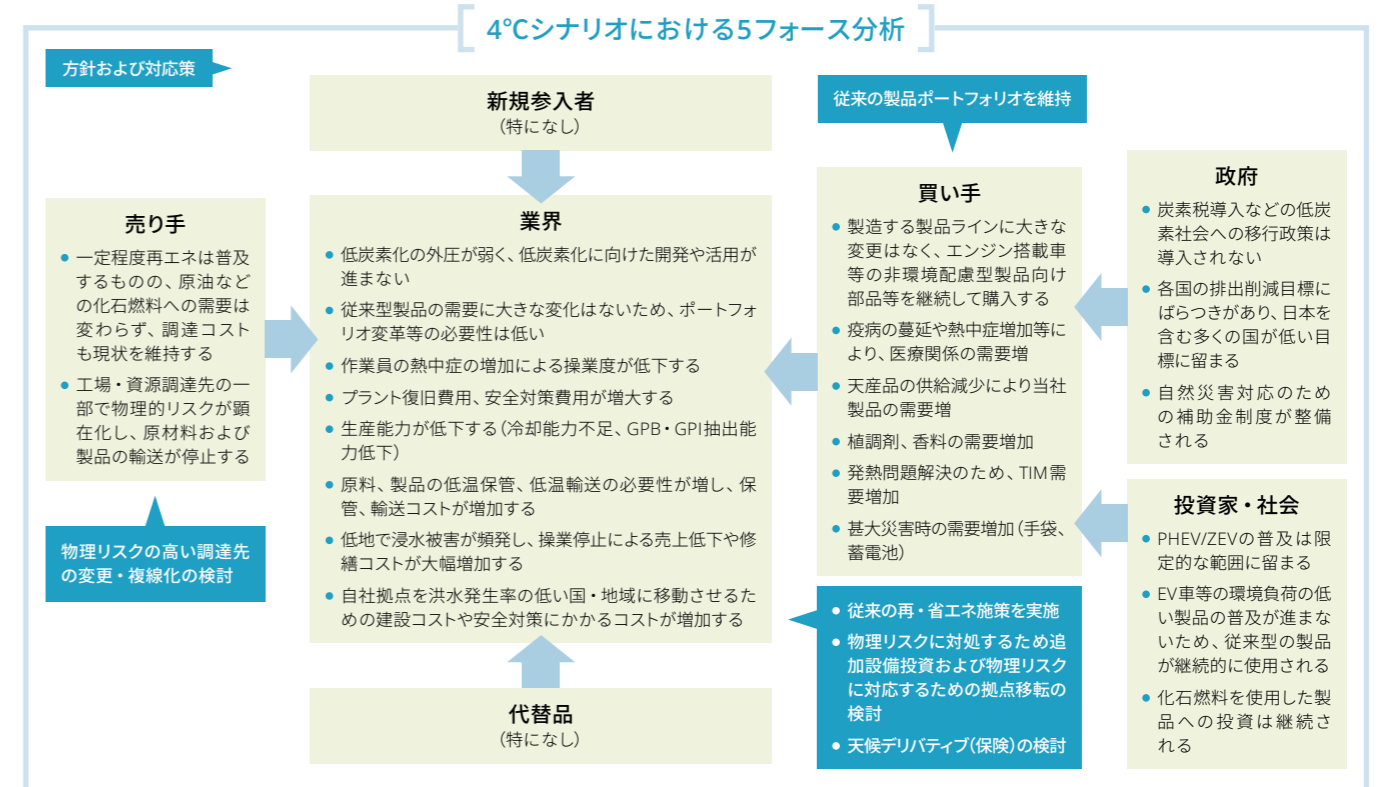 4℃シナリオにおける5フォース分析
方針および対応策
新規参入者
（特になし）
従来の製品ポートフォリオを維持
売り手
● 一定程度再エネは普及
するものの、原油など
の化石燃料への需要は
変わらず、調達コスト
も現状を維持する
● 工場・資源調達先の一
部で物理的リスクが顕
在化し、原材料および
製品の輸送が停止する
物理リスクの高い調達先
の変更・複線化の検討
業界
● 低炭素化の外圧が弱く、低炭素化に向けた開発や活用が
進まない
● 従来型製品の需要に大きな変化はないため、ポートフォ
リオ変革等の必要性は低い
● 作業員の熱中症の増加による操業度が低下する
● プラント復旧費用、安全対策費用が増大する
● 生産能力が低下する（冷却能力不足、GPB・GPI抽出能
力低下）
● 原料、製品の低温保管、低温輸送の必要性が増し、保
管、輸送コストが増加する
● 低地で浸水被害が頻発し、操業停止による売上低下や修
繕コストが大幅増加する
● 自社拠点を洪水発生率の低い国・地域に移動させるた
めの建設コストや安全対策にかかるコストが増加する
代替品
（特になし）
買い手
● 製造する製品ラインに大きな
変更はなく、エンジン搭載車
等の非環境配慮型製品向け
部品等を継続して購入する
● 疫病の蔓延や熱中症増加等に
より、医療関係の需要増
● 天産品の供給減少により当社
製品の需要増
● 植調剤、香料の需要増加
● 発熱問題解決のため、TIM需
要増加
● 甚大災害時の需要増加（手袋、
蓄電池）
● 従来の再・省エネ施策を実施
● 物理リスクに対処するため追
加設備投資および物理リスク
に対応するための拠点移転の
検討
● 天候デリバティブ（保険）の検討
政府
● 炭素税導入などの低炭
素社会への移行政策は
導入されない
● 各国の排出削減目標に
ばらつきがあり、日本を
含む多くの国が低い目
標に留まる
● 自然災害対応のため
の補助金制度が整備
される
投資家・社会
● PHEV/ZEVの普及は限
定的な範囲に留まる
● EV車等の環境負荷の低
い製品の普及が進まな
いため、従来型の製品
が継続的に使用される
● 化石燃料を使用した製
品への投資は継続さ
れる